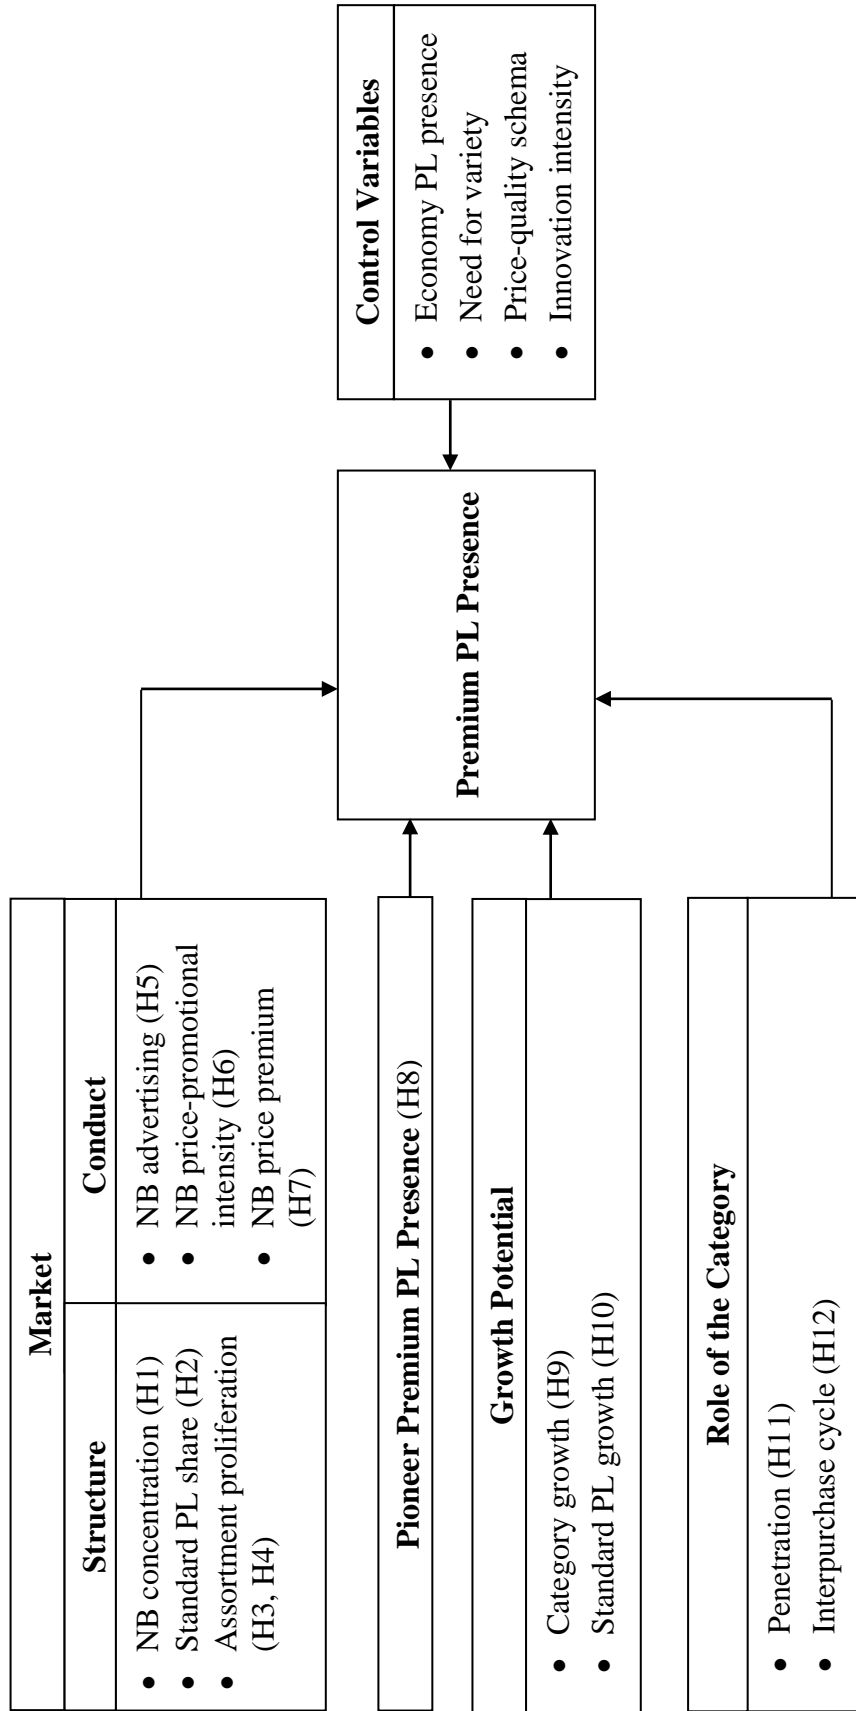 Market
Structure
NB concentration (H1)
Standard PL share (H2)
Assortment proliferation
(H3, H4)
Conduct
NB advertising (H5)
NB price-promotional
intensity (H6)
NB price premium
(H7)
Pioneer Premium PL Presence (H8)
Growth Potential
Category growth (H9)
Standard PL growth (H10)
Role of the Category
Penetration (H11)
Interpurchase cycle (H12)
Premium PL Presence
Control Variables
Economy PL presence
Need for variety
Price-quality schema
Innovation intensity